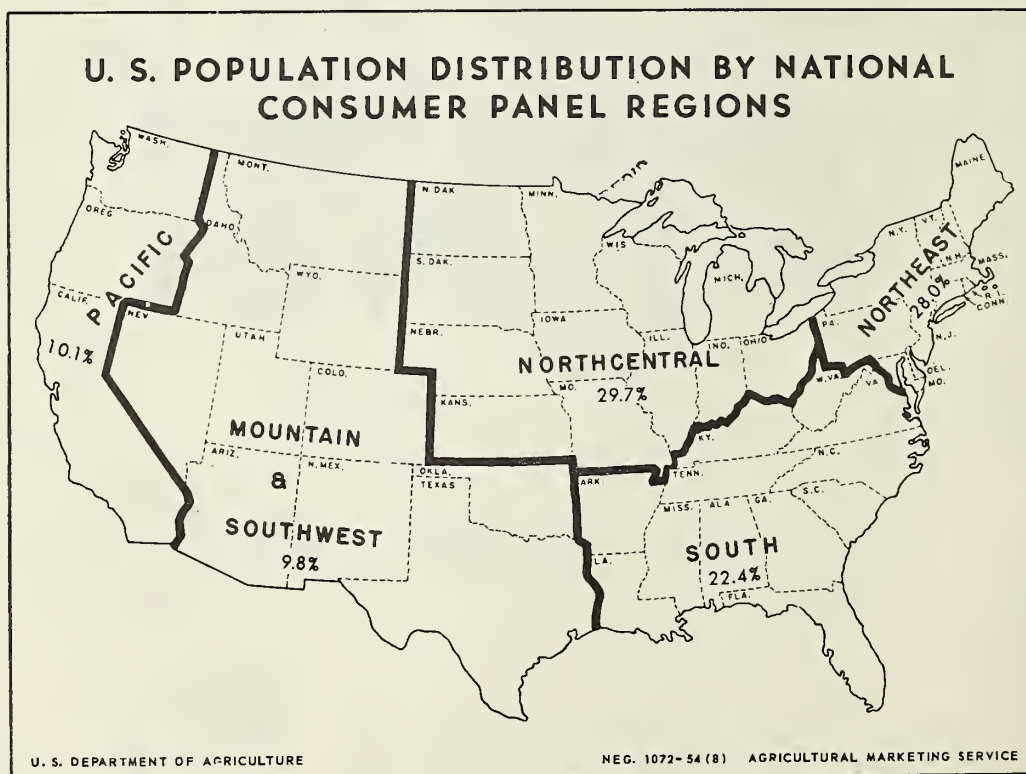 U. S. POPULATION DISTRIBUTION BY NATIONAL
CONSUMER PANEL REGIONS
WASH.
MONT.
N DAK
MINN.
MAINE
OREG
IDAHO
WIS
N.Y.
VT.
N.H.
MASS.
PACIFIC
WYO.
S. DAK.
MICH.
NORTHEAST
28.0%
R I
CONN.
CALIF.
NEV
IOWA
PA.
N.J.
10.1%
UTAH
NEBR.
ILL.
IND.
OHIO
NORTHCENTRAL
29.7%
COLO.
KANS.
MO.
W.VA
VA
DEL.
MD.
MOUNTAIN
&
SOUTHWEST
9.8%
ARIZ.
N. MEX.
OKLA.
TEXAS
KY.
ARK.
TENN.
N.C.
MISS.
ALA
GA.
S.C.
LA.
SOUTH
22.4%
FLA.
U. S. DEPARTMENT OF AGRICULTURE
NEG. 1072-54 (8) AGRICULTURAL MARKETING SERVICE